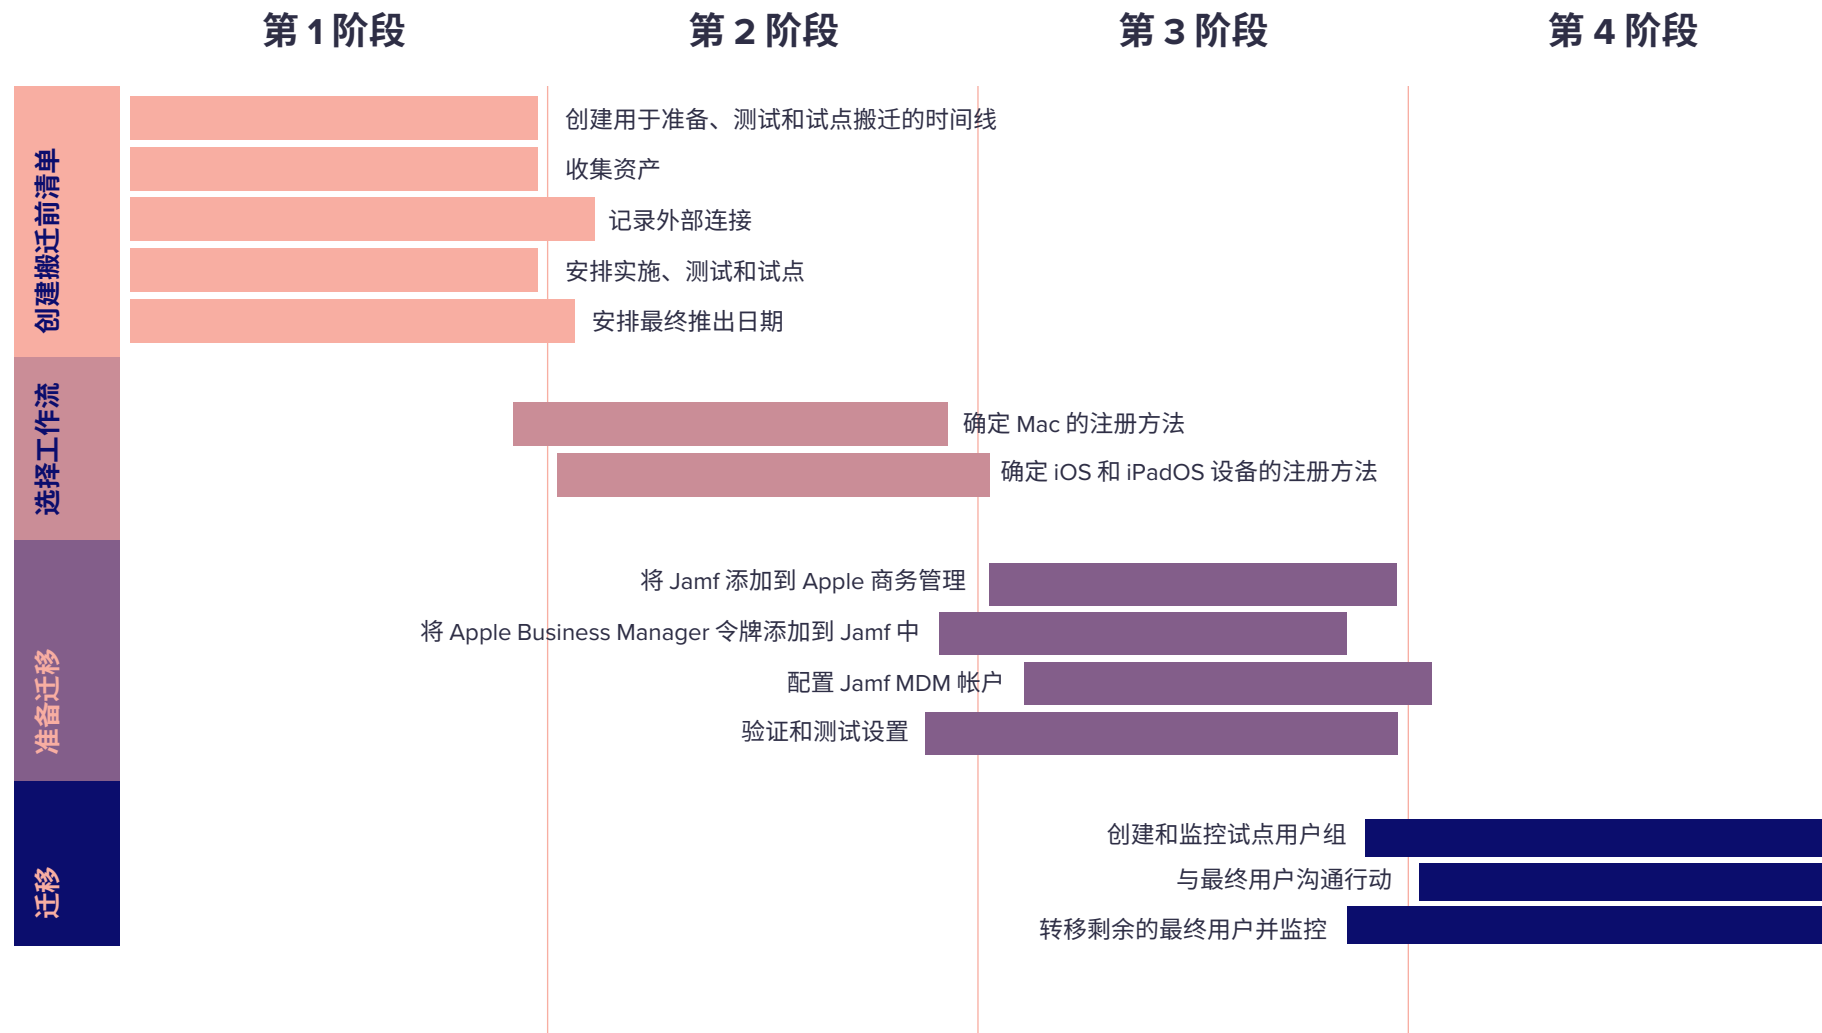 第 1 阶段
第 2 阶段
第 3 阶段
第 4 阶段
创建搬迁前清单
创建用于准备、测试和试点搬迁的时间线
收集资产
记录外部连接
安排实施、测试和试点
安排最终推出日期
选择工作流
确定 Mac 的注册方法
确定 iOS 和 iPadOS 设备的注册方法
准备迁移
将 Jamf 添加到 Apple 商务管理
将 Apple Business Manager 令牌添加到 Jamf 中
配置 Jamf MDM 帐户
验证和测试设置
迁移
创建和监控试点用户组
与最终用户沟通行动
转移剩余的最终用户并监控